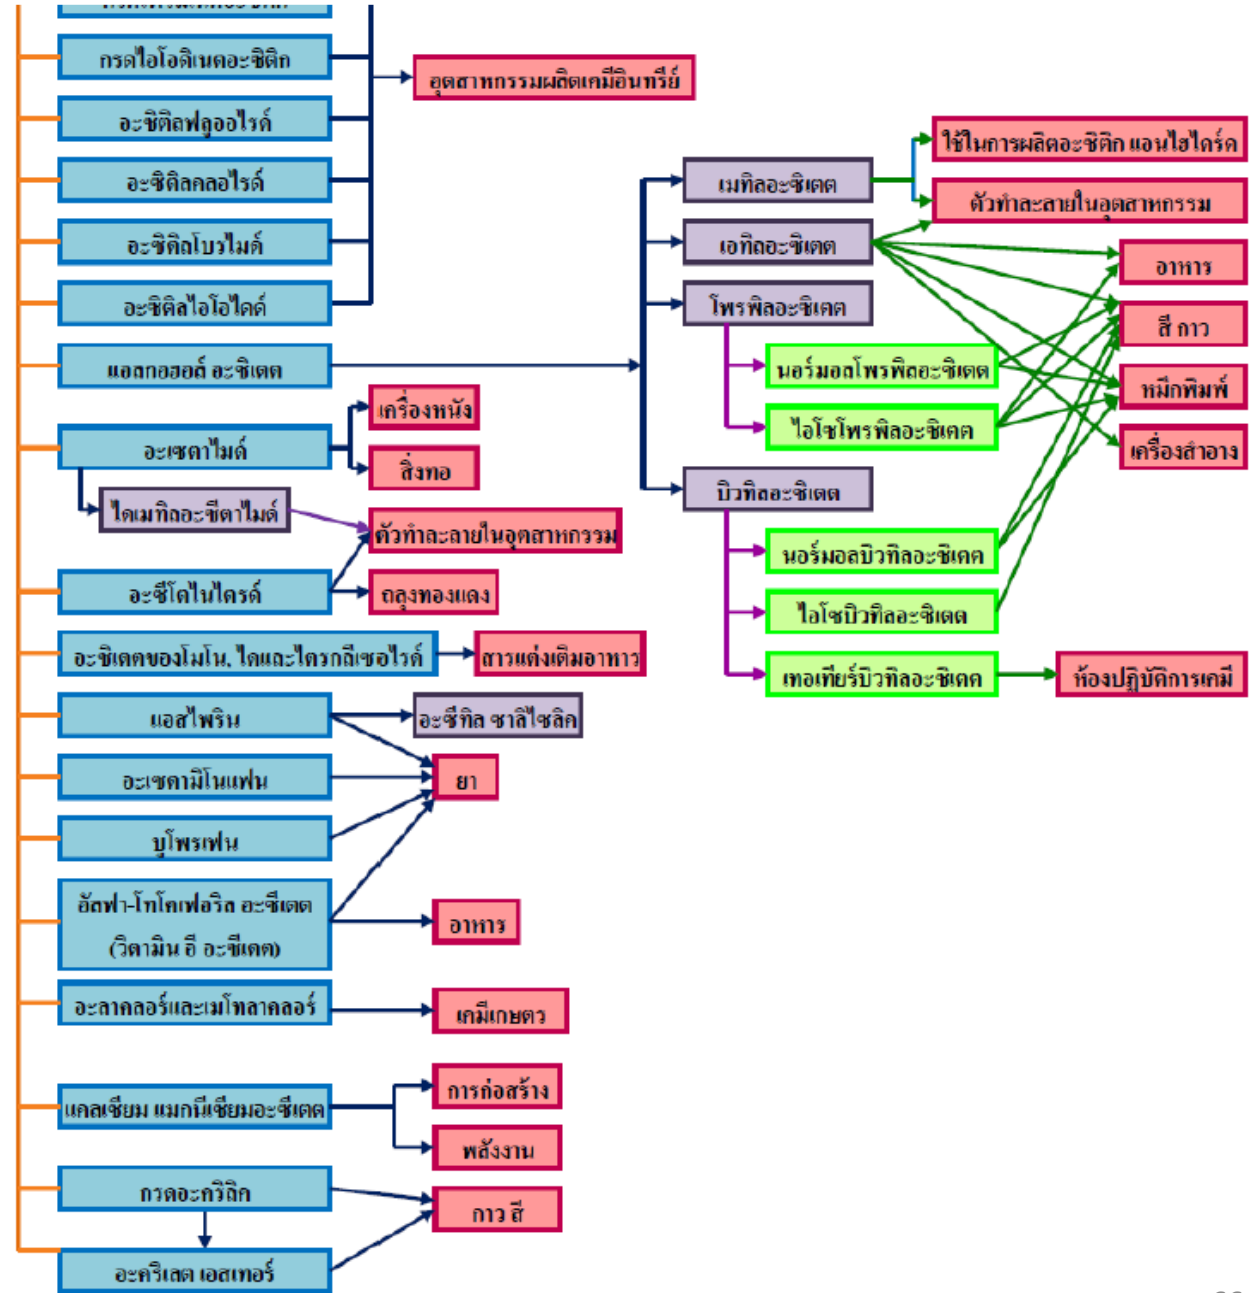 กรดไอโอดิเนตอะซิติก
อุตสาหกรรมผลิตเคมีอินทรีย์
อะซิติลฟลูออไรด์
อะซิติลคลอไรด์
อะซิติลโบรไมด์
อะซิติลไอโอไดด์
แอลกอฮอล์ อะซิเตต
เมทิลอะซิเตต
ใช้ในการผลิตอะซิติก แอนไฮไดร์ด
ตัวทำละลายในอุตสาหกรรม
เอทิลอะซิเตต
อาหาร
โพรพิลอะซิเตต
สี กาว
นอร์มอลโพรพิลอะซิเตต
หมึกพิมพ์
ไอโซโพรพิลอะซิเตต
เครื่องสำอาง
บิวทิลอะซิเตต
นอร์มอลบิวทิลอะซิเตต
ไอโซบิวทิลอะซิเตต
เทอเทียร์บิวทิลอะซิเตต
ห้องปฏิบัติการเคมี
เครื่องหนัง
อะเซตาไมด์
สิ่งทอ
ไดเมทิลอะซีตาไมด์
ตัวทำละลายในอุตสาหกรรม
อะซีโตไนไตรด์
ถลุงทองแดง
อะซิเตตของโมโน, ไดและไตรกลีเซอไรด์
สารแต่งเติมอาหาร
แอสไพริน
อะซีทิล ซาลิไซลิค
อะเซตามิโนแฟน
ยา
บูโพรเฟน
อัลฟา-โทโคเฟอริล อะซีเตต
(วิตามิน อี อะซีเตต)
อาหาร
อะลาคลอร์และเมโทลาคลอร์
เคมีเกษตร
แคลเซียม แมกนีเซียมอะซีเตต
การก่อสร้าง
พลังงาน
กรดอะคริลิค
กาว สี
อะคริเลต เอสเทอร์